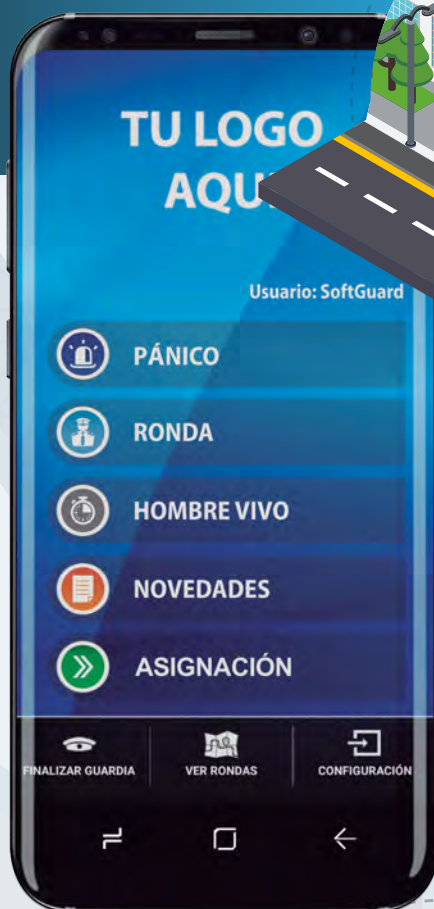 TU LOGO
AQU
Usuario: SoftGuard
PÁNICO
RONDA
HOMBRE VIVO
NOVEDADES
ASIGNACIÓN
FINALIZAR GUARDIA
VER RONDAS
CONFIGURACIÓN